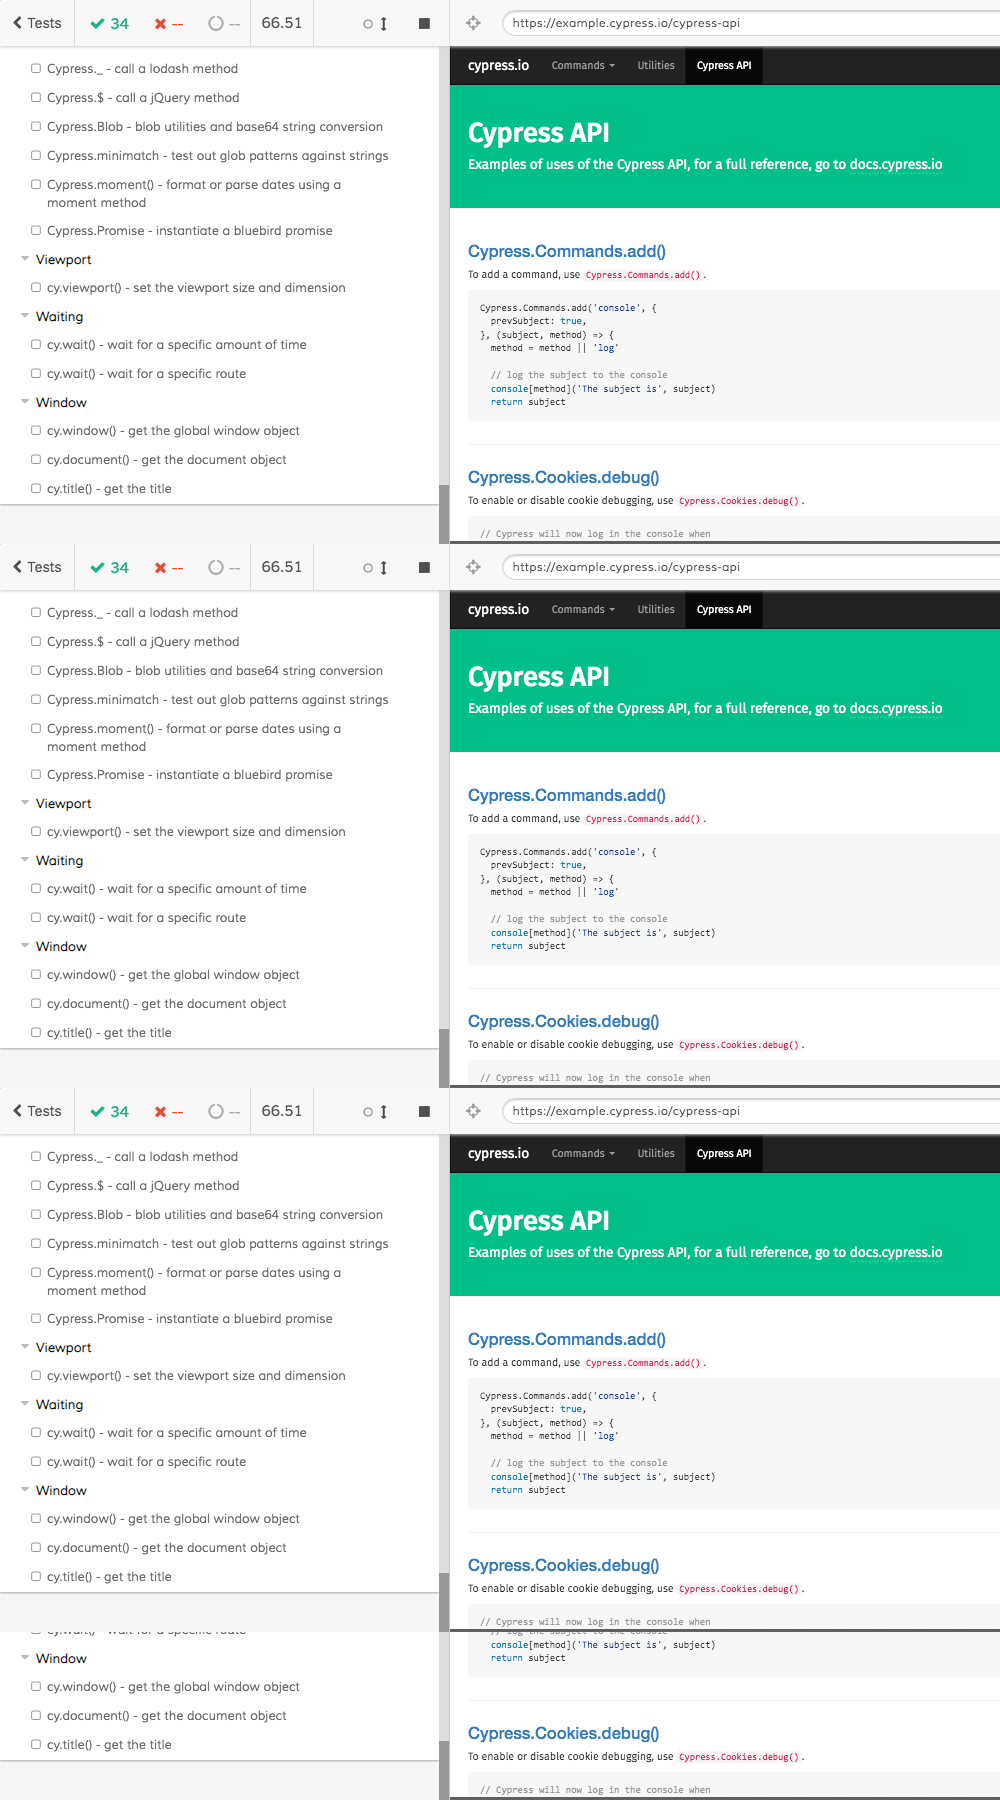 Tests 34 -- -- 66.51
https://example.cypress.io/cypress-api
Cypress._ - call a lodash method
Cypress.$ - call a jQuery method
Cypress.Blob - blob utilities and base64 string conversion
Cypress.minimatch - test out glob patterns against strings
Cypress.moment() - format or parse dates using a
moment method
Cypress.Promise - instantiate a bluebird promise
Viewport
cy.viewport() - set the viewport size and dimension
Waiting
cy.wait() - wait for a specific amount of time
cy.wait() - wait for a specific route
Window
cy.window() - get the global window object
cy.document() - get the document object
cy.title() - get the title
cypress.io Commands Utilities Cypress API
Cypress API
Examples of uses of the Cypress API, for a full reference, go to docs.cypress.io
Cypress.Commands.add()
To add a command, use Cypress.Commands.add().
Cypress.Commands.add('console', {
prevSubject: true,
}, (subject, method) => {
method = method || 'log'
// log the subject to the console
console[method]('The subject is', subject)
return subject
Cypress.Cookies.debug()
To enable or disable cookie debugging, use Cypress.Cookies.debug().
// Cypress will now log in the console when
Tests 34 -- -- 66.51
https://example.cypress.io/cypress-api
Cypress._ - call a lodash method
Cypress.$ - call a jQuery method
Cypress.Blob - blob utilities and base64 string conversion
Cypress.minimatch - test out glob patterns against strings
Cypress.moment() - format or parse dates using a
moment method
Cypress.Promise - instantiate a bluebird promise
Viewport
cy.viewport() - set the viewport size and dimension
Waiting
cy.wait() - wait for a specific amount of time
cy.wait() - wait for a specific route
Window
cy.window() - get the global window object
cy.document() - get the document object
cy.title() - get the title
cypress.io Commands Utilities Cypress API
Cypress API
Examples of uses of the Cypress API, for a full reference, go to docs.cypress.io
Cypress.Commands.add()
To add a command, use Cypress.Commands.add().
Cypress.Commands.add('console', {
prevSubject: true,
}, (subject, method) => {
method = method || 'log'
// log the subject to the console
console[method]('The subject is', subject)
return subject
Cypress.Cookies.debug()
To enable or disable cookie debugging, use Cypress.Cookies.debug().
// Cypress will now log in the console when
Tests 34 -- -- 66.51
https://example.cypress.io/cypress-api
Cypress._ - call a lodash method
Cypress.$ - call a jQuery method
Cypress.Blob - blob utilities and base64 string conversion
Cypress.minimatch - test out glob patterns against strings
Cypress.moment() - format or parse dates using a
moment method
Cypress.Promise - instantiate a bluebird promise
Viewport
cy.viewport() - set the viewport size and dimension
Waiting
cy.wait() - wait for a specific amount of time
cy.wait() - wait for a specific route
Window
cy.window() - get the global window object
cy.document() - get the document object
cy.title() - get the title
cypress.io Commands Utilities Cypress API
Cypress API
Examples of uses of the Cypress API, for a full reference, go to docs.cypress.io
Cypress.Commands.add()
To add a command, use Cypress.Commands.add().
Cypress.Commands.add('console', {
prevSubject: true,
}, (subject, method) => {
method = method || 'log'
// log the subject to the console
console[method]('The subject is', subject)
return subject
Cypress.Cookies.debug()
To enable or disable cookie debugging, use Cypress.Cookies.debug().
// Cypress will now log in the console when
Window
cy.window() - get the global window object
cy.document() - get the document object
cy.title() - get the title
console[method]('The subject is', subject)
return subject
Cypress.Cookies.debug()
To enable or disable cookie debugging, use Cypress.Cookies.debug().
// Cypress will now log in the console when